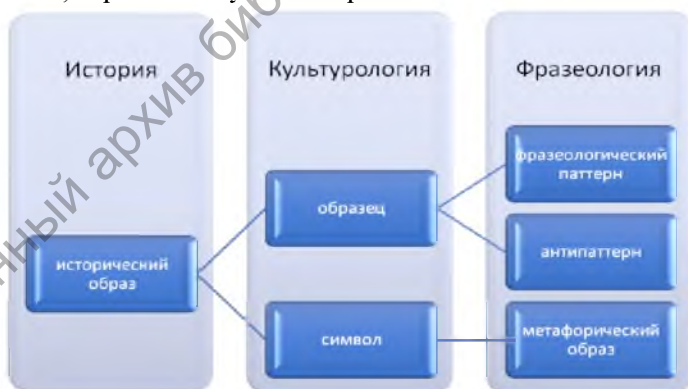 История
Культурология
Фразеология
фразеологический
паттерн
образец
антипаттерн
исторический
образ
символ
метафорический
образ